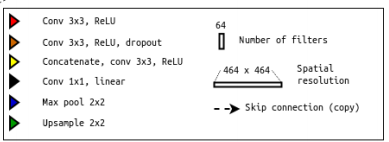 Conv 3x3, ReLU
Conv 3x3, ReLU, dropout
Concatenate, conv 3x3, ReLU
Conv 1x1, linear
Max pool 2x2
Upsample 2x2
64
Number of filters
464 x 464
Spatial
resolution
Skip connection (copy)